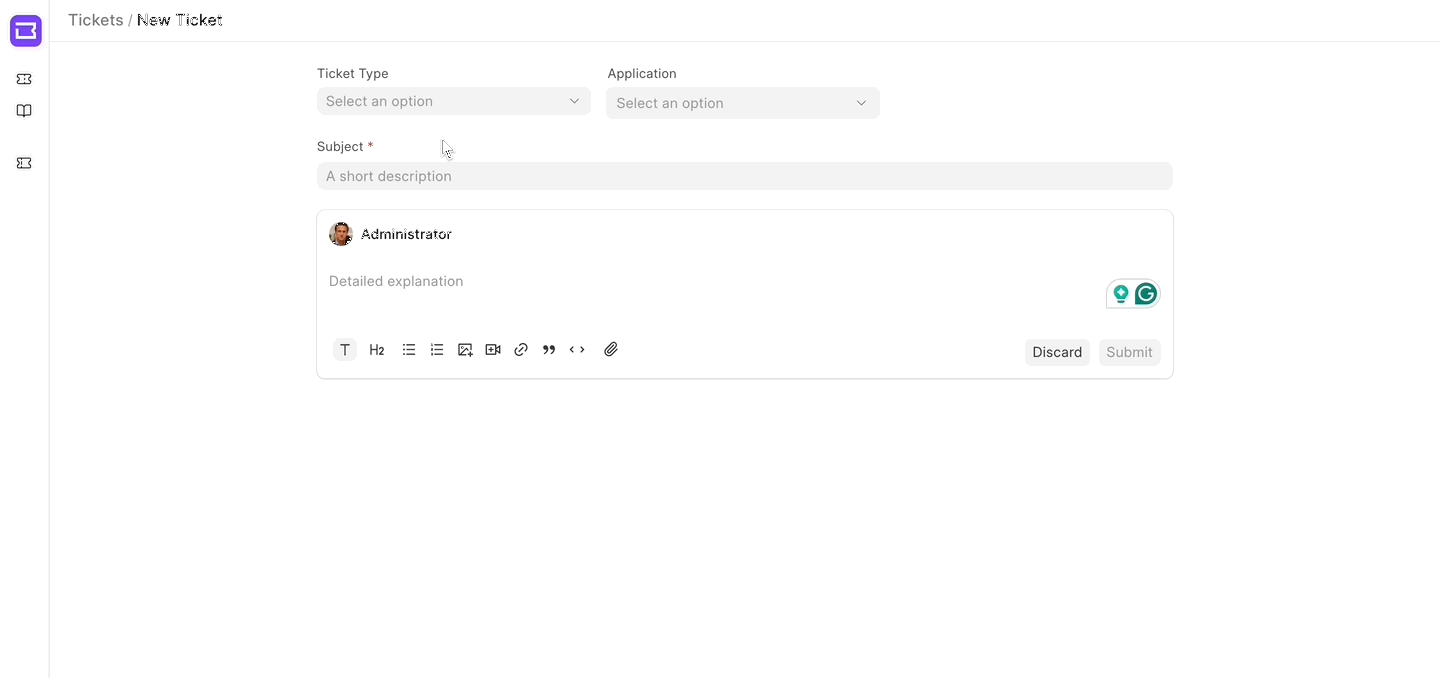 Tickets / New Ticket
Ticket Type
Application
Select an option
Select an option
Subject *
A short description
Administrator
Detailed explanation
T H2
Discard Submit